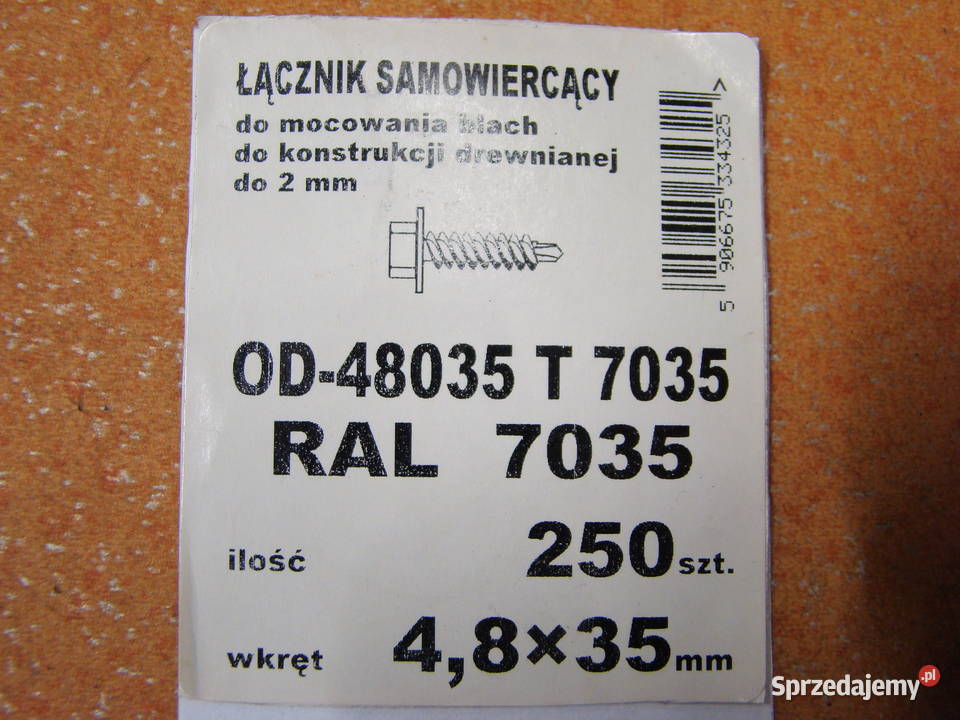 ŁĄCZNIK SAMOWIERCĄCY
do mocowania blach
do konstrukcji drewnianej
do 2 mm
5 906675 334325 >
OD-48035 T 7035
RAL 7035
ilość 250 szt.
wkręt 4,8×35 mm
Sprzedajemy.pl